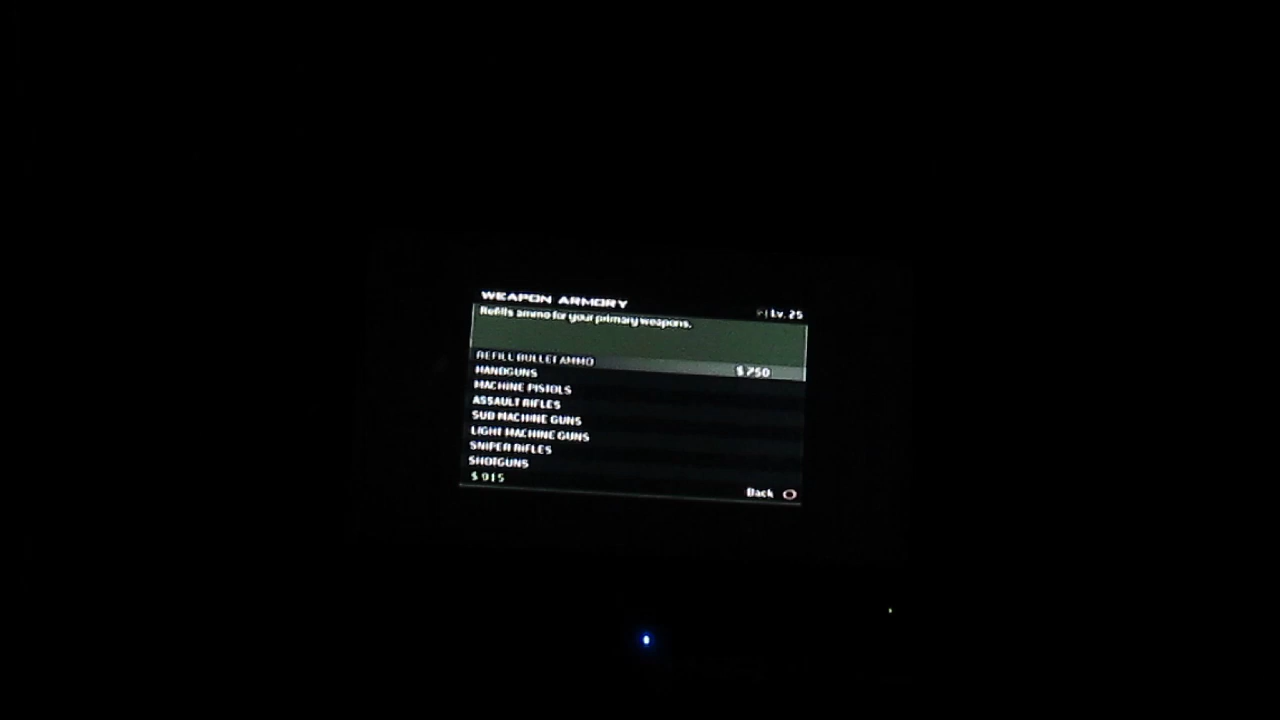 WEAPON ARMORY
Lv. 25
Refills ammo for your primary weapons.
REFILL BULLET AMMO
$750
HANDGUNS
MACHINE PISTOLS
ASSAULT RIFLES
SUB MACHINE GUNS
LIGHT MACHINE GUNS
SNIPER RIFLES
SHOTGUNS
$915
Back